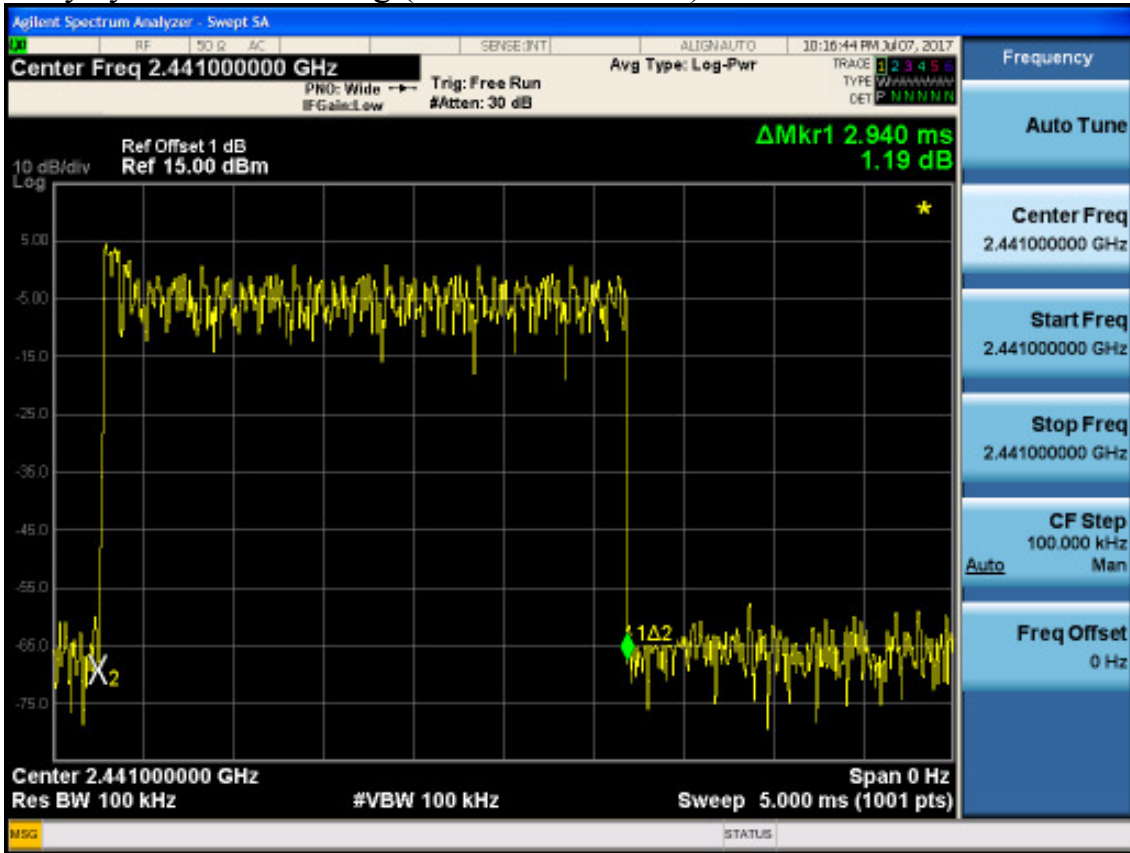 Agilent Spectrum Analyzer - Swept SA
RF 50 Ω AC SENSE:INT ALIGNAUTO 10:16:44 PM Jul 07, 2017
Center Freq 2.441000000 GHz
PNO: Wide
IFGain:Low
Trig: Free Run
#Atten: 30 dB
Avg Type: Log-Pwr
TRACE 1 2 3 4 5 6
TYPE
DET P N N N N N
ΔMkr1 2.940 ms
1.19 dB
Ref Offset 1 dB
10 dB/div Ref 15.00 dBm
Log
5.00
-5.00
-15.0
-25.0
-35.0
-45.0
-55.0
-65.0
-75.0
1Δ2
2
*
Center 2.441000000 GHz Span 0 Hz
Res BW 100 kHz #VBW 100 kHz Sweep 5.000 ms (1001 pts)
MSG STATUS
Frequency
Auto Tune
Center Freq
2.441000000 GHz
Start Freq
2.441000000 GHz
Stop Freq
2.441000000 GHz
CF Step
100.000 kHz
Auto Man
Freq Offset
0 Hz